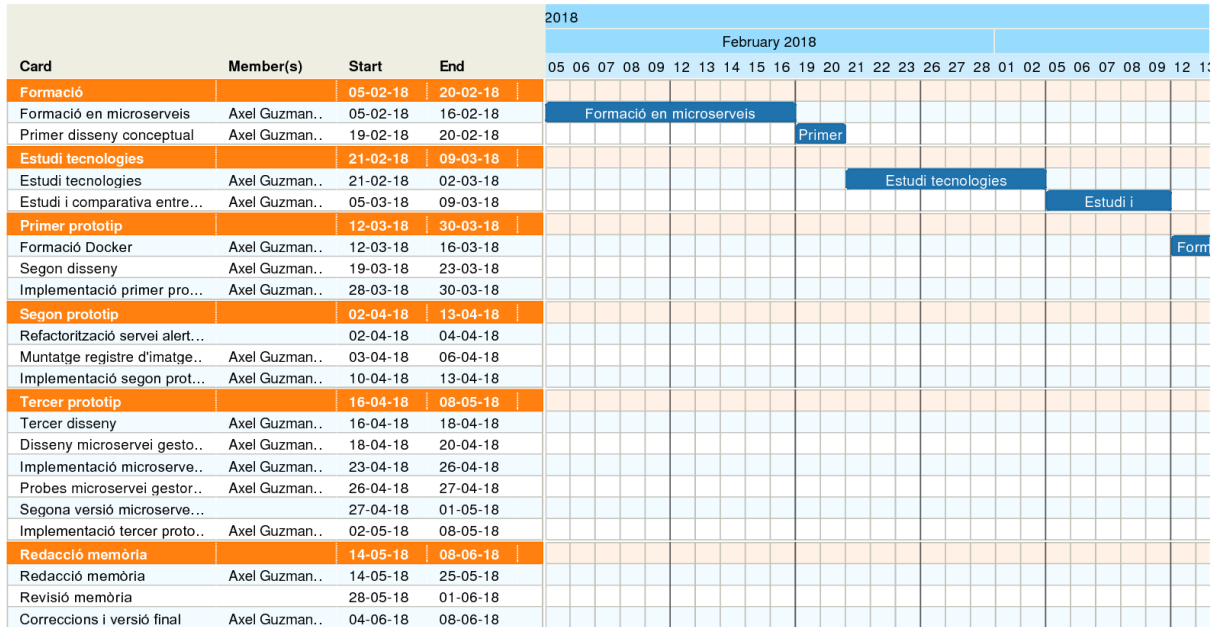 2018
February 2018
Card Member(s) Start End 05 06 07 08 09 12 13 14 15 16 19 20 21 22 23 26 27 28 01 02 05 06 07 08 09 12 13
Formació 05-02-18 20-02-18
Formació en microserveis Axel Guzman.. 05-02-18 16-02-18 Formació en microserveis
Primer disseny conceptual Axel Guzman.. 19-02-18 20-02-18 Primer
Estudi tecnologies 21-02-18 09-03-18
Estudi tecnologies Axel Guzman.. 21-02-18 02-03-18 Estudi tecnologies
Estudi i comparativa entre... Axel Guzman.. 05-03-18 09-03-18 Estudi i
Primer prototip 12-03-18 30-03-18
Formació Docker Axel Guzman.. 12-03-18 16-03-18 Form
Segon disseny Axel Guzman.. 19-03-18 23-03-18
Implementació primer pro... Axel Guzman.. 28-03-18 30-03-18
Segon prototip 02-04-18 13-04-18
Refactorització servei alert... 02-04-18 04-04-18
Muntatge registre d'imatge.. Axel Guzman.. 03-04-18 06-04-18
Implementació segon prot... Axel Guzman.. 10-04-18 13-04-18
Tercer prototip 16-04-18 08-05-18
Tercer disseny Axel Guzman.. 16-04-18 18-04-18
Disseny microservei gesto.. Axel Guzman.. 18-04-18 20-04-18
Implementació microserve.. Axel Guzman.. 23-04-18 26-04-18
Probes microservei gestor.. Axel Guzman.. 26-04-18 27-04-18
Segona versió microserve... 27-04-18 01-05-18
Implementació tercer proto.. Axel Guzman.. 02-05-18 08-05-18
Redacció memòria 14-05-18 08-06-18
Redacció memòria Axel Guzman.. 14-05-18 25-05-18
Revisió memòria 28-05-18 01-06-18
Correccions i versió final Axel Guzman.. 04-06-18 08-06-18